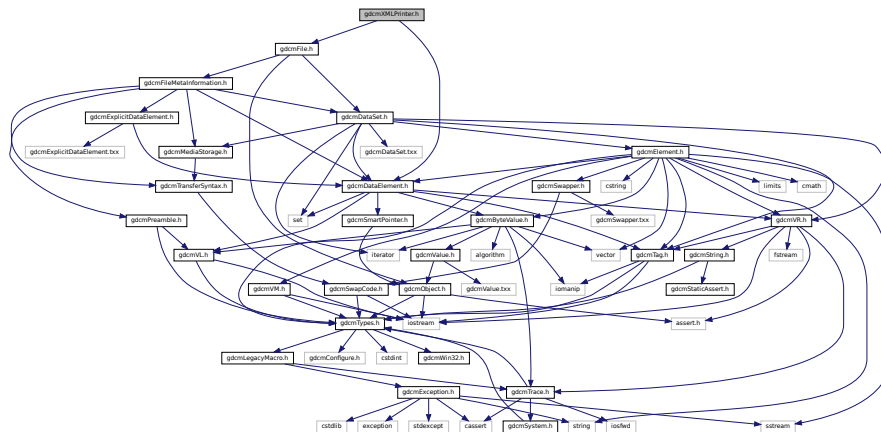 gdcmXMLPrinter.h
gdcmFile.h
gdcmFileMetaInformation.h
gdcmExplicitDataElement.h
gdcmDataSet.h
gdcmExplicitDataElement.txx
gdcmMediaStorage.h
gdcmDataSet.txx
gdcmElement.h
gdcmTransferSyntax.h
gdcmDataElement.h
gdcmSwapper.h
cstring
limits
cmath
gdcmPreamble.h
set
gdcmSmartPointer.h
gdcmByteValue.h
gdcmSwapper.txx
gdcmVR.h
gdcmVL.h
iterator
gdcmValue.h
algorithm
vector
gdcmTag.h
gdcmString.h
fstream
gdcmVM.h
gdcmSwapCode.h
gdcmObject.h
gdcmValue.txx
iomanip
gdcmStaticAssert.h
gdcmTypes.h
iostream
assert.h
gdcmLegacyMacro.h
gdcmConfigure.h
cstdint
gdcmWin32.h
gdcmException.h
gdcmTrace.h
cstdlib
exception
stdexcept
cassert
gdcmSystem.h
string
iosfwd
sstream